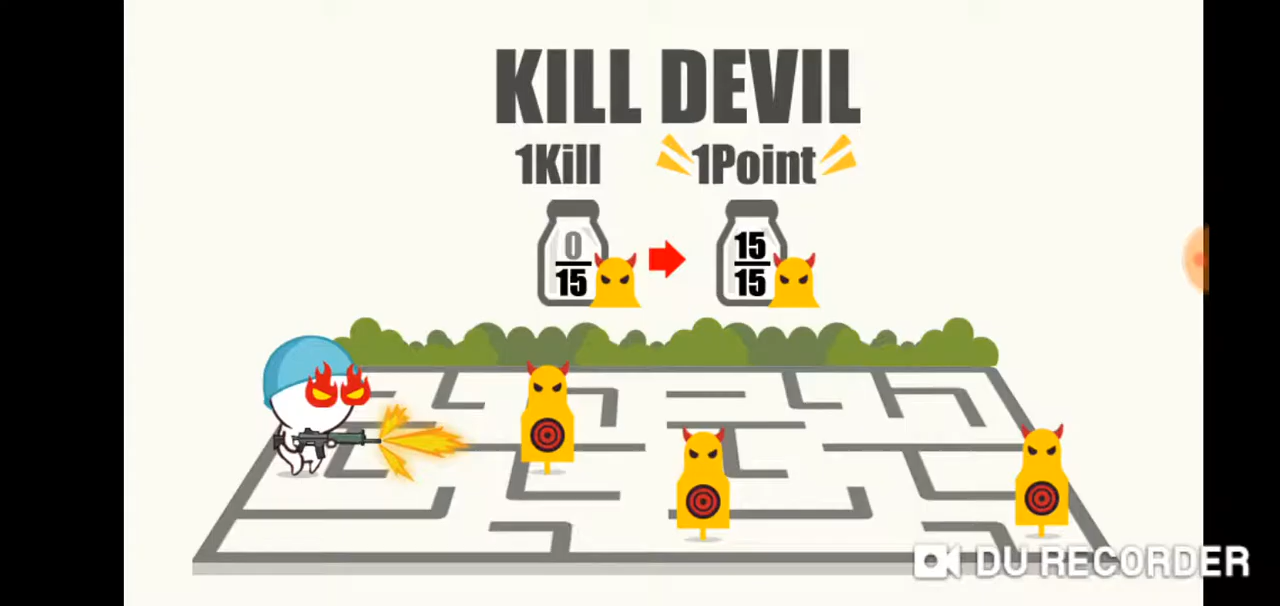 KILL DEVIL
1Kill 1Point
0 15
15 15
DU RECORDER